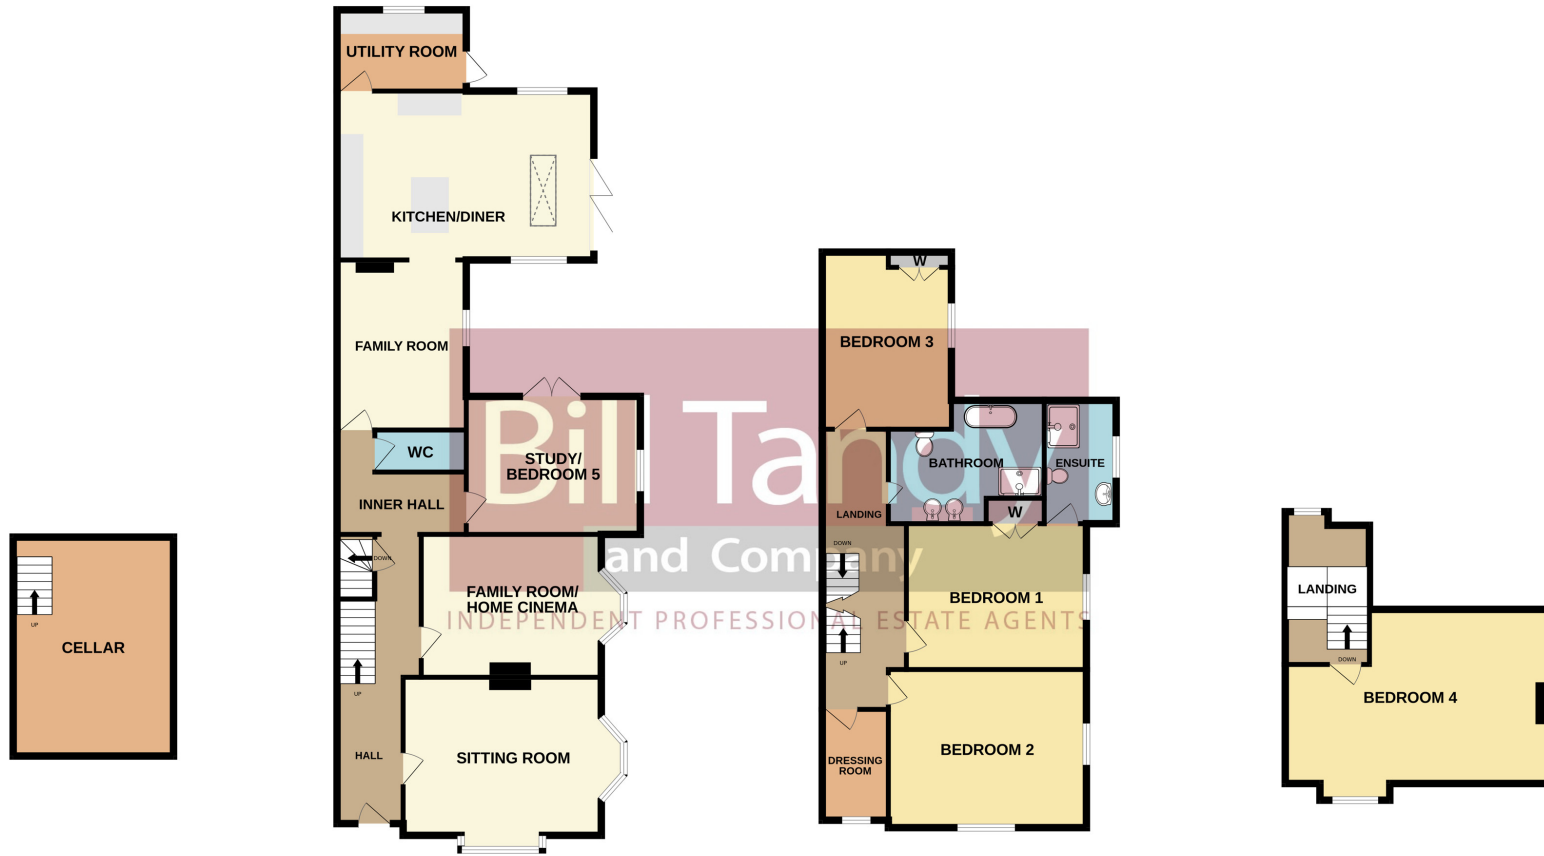 CELLAR
UP
UTILITY ROOM
KITCHEN/DINER
FAMILY ROOM
WC
STUDY/
BEDROOM 5
INNER HALL
DOWN
FAMILY ROOM/
HOME CINEMA
UP
HALL
SITTING ROOM
W
BEDROOM 3
BATHROOM
ENSUITE
LANDING
W
DOWN
BEDROOM 1
UP
BEDROOM 2
DRESSING
ROOM
LANDING
DOWN
BEDROOM 4
Bill Tandy
and Company
INDEPENDENT PROFESSIONAL ESTATE AGENTS